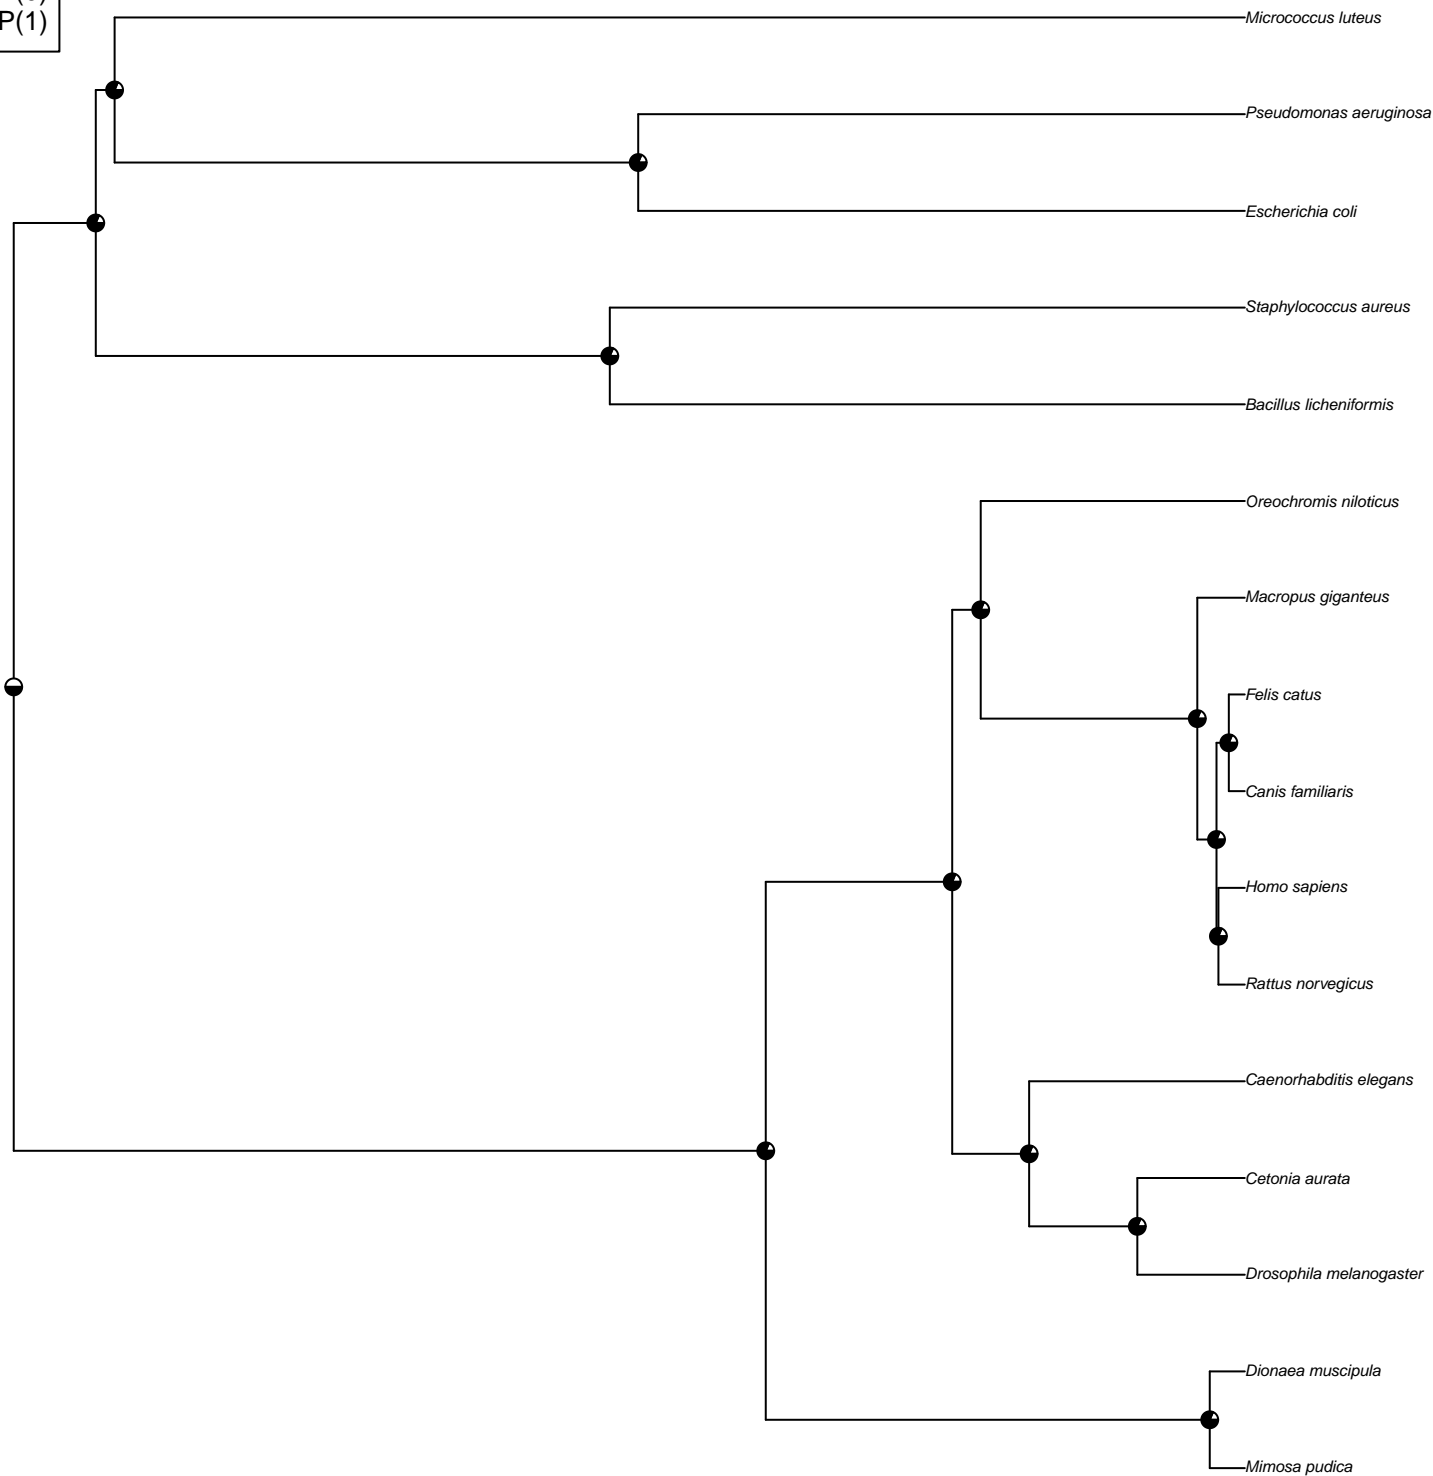 P(1)
Micrococcus luteus
Pseudomonas aeruginosa
Escherichia coli
Staphylococcus aureus
Bacillus licheniformis
Oreochromis niloticus
Macropus giganteus
Felis catus
Canis familiaris
Homo sapiens
Rattus norvegicus
Caenorhabditis elegans
Cetonia aurata
Drosophila melanogaster
Dionaea muscipula
Mimosa pudica